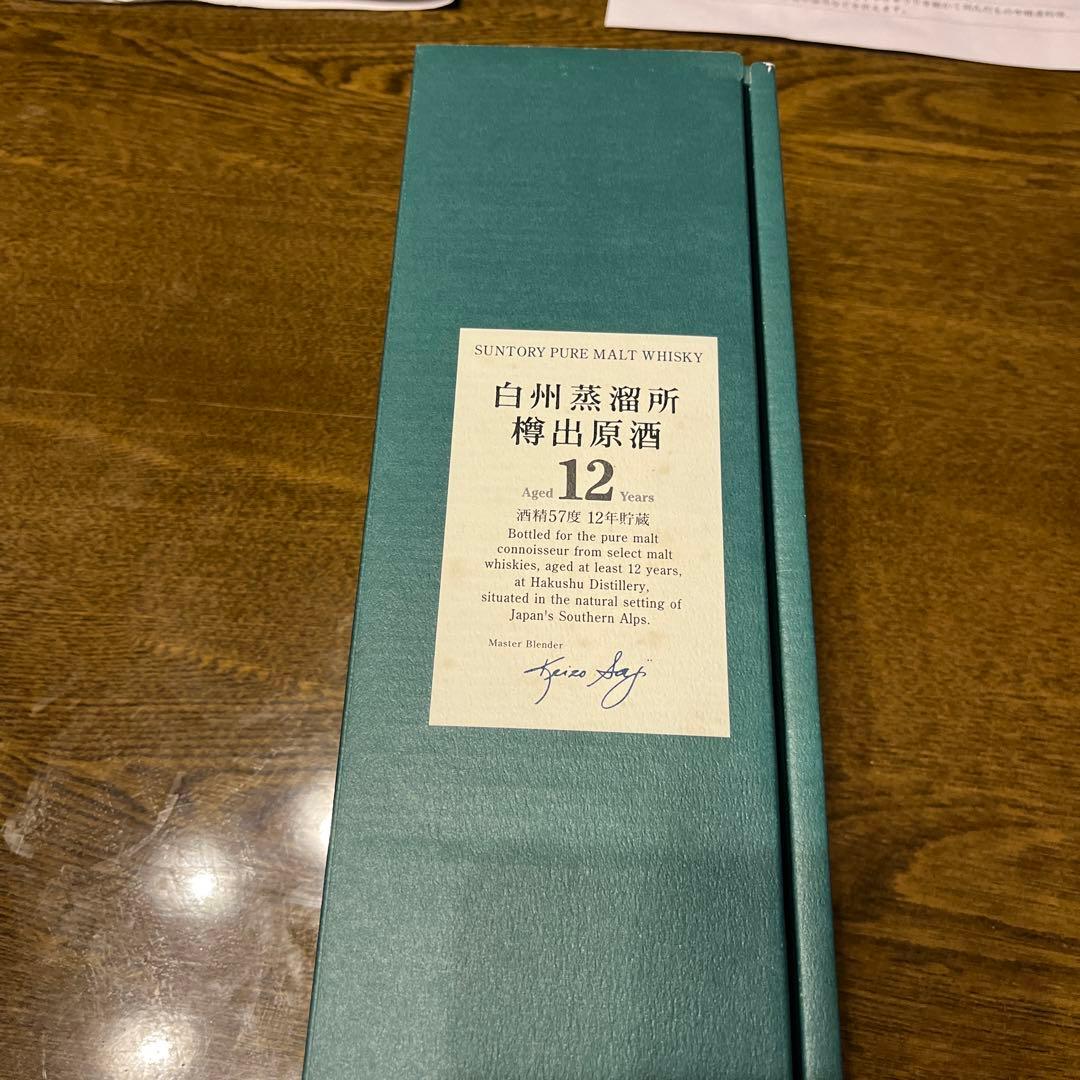 SUNTORY PURE MALT WHISKY
白州蒸溜所
樽出原酒
Aged 12 Years
酒精57度 12年貯蔵
Bottled for the pure malt
connoisseur from select malt
whiskies, aged at least 12 years,
at Hakushu Distillery,
situated in the natural setting of
Japan's Southern Alps.
Master Blender
Keizo Saji